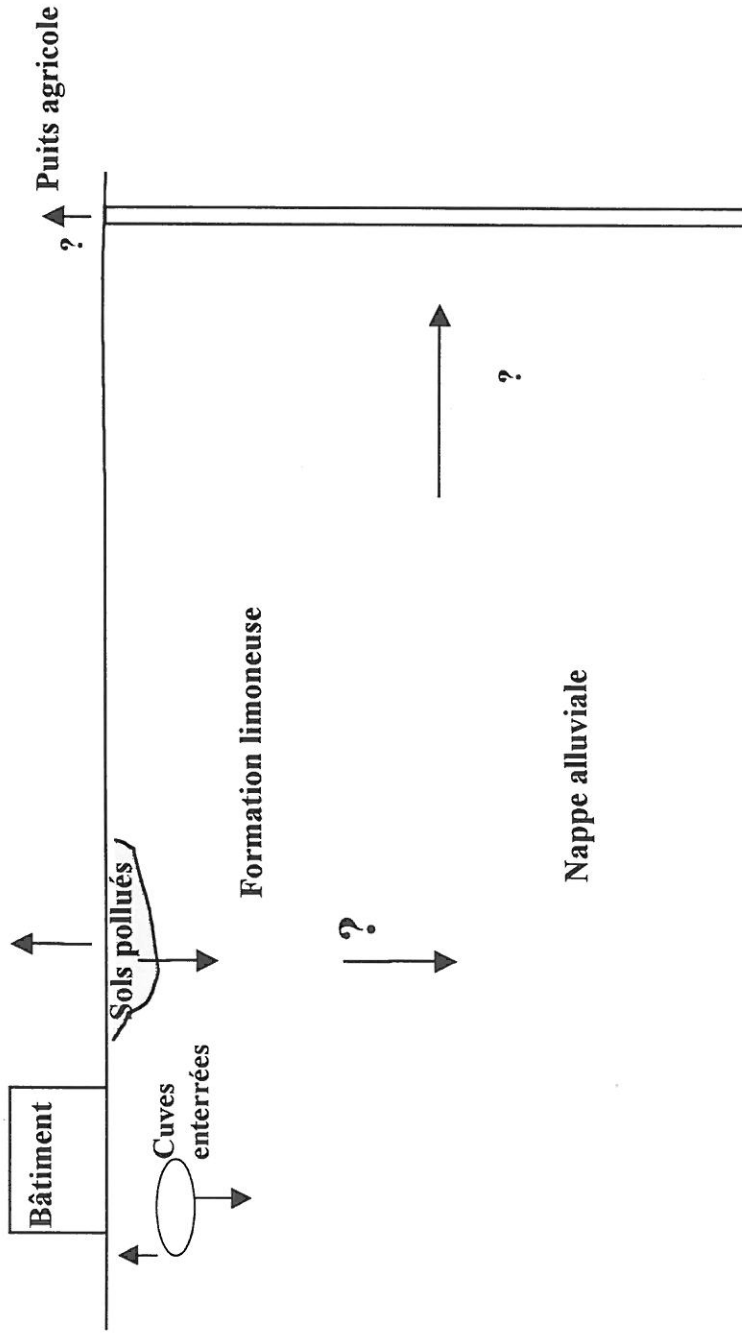 Puits agricole
?
Bâtiment
Sols pollués
Cuves
enterrées
Formation limoneuse
?
?
Nappe alluviale